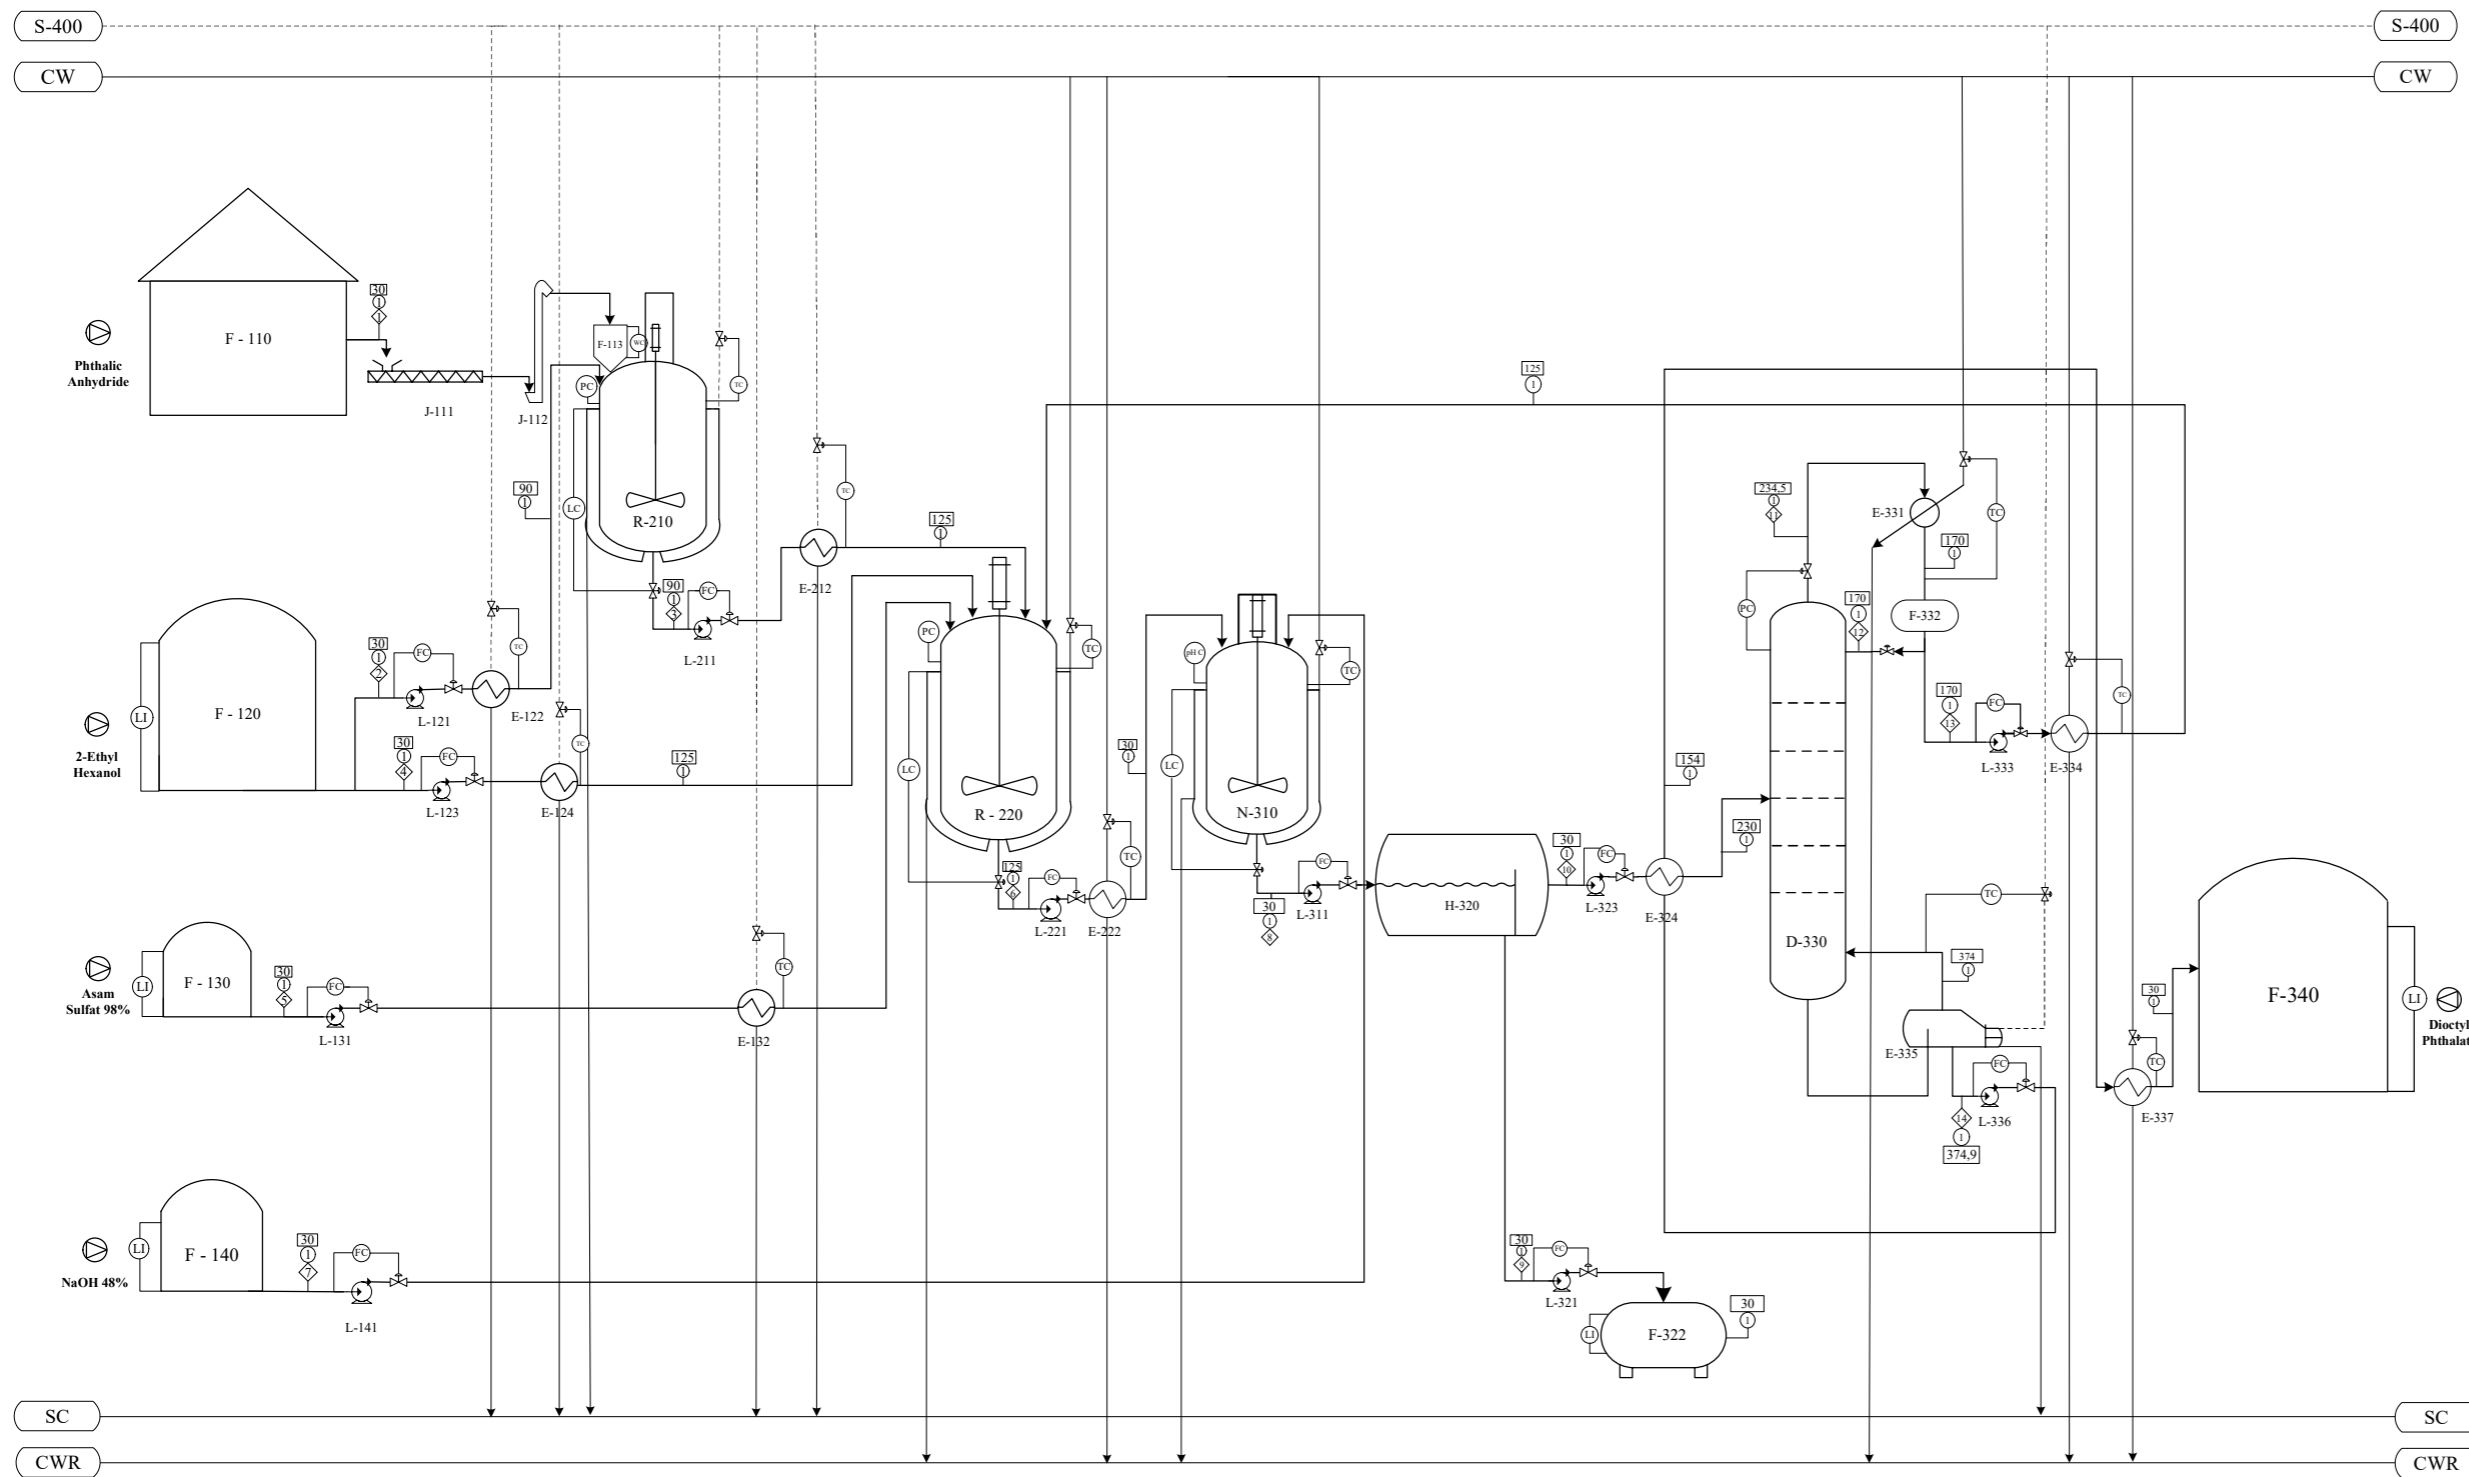 S-400
S-400
CW
CW
F - 110
30
1
1
Phthalic
Anhydride
J-111
J-112
F-113
WC
PC
TC
LC
R-210
90
1
90
1
3
FC
L-211
TC
E-212
125
1
125
1
F - 120
LI
2-Ethyl
Hexanol
30
1
2
FC
L-121
TC
E-122
30
1
4
FC
L-123
TC
E-124
125
1
PC
TC
LC
R - 220
125
1
6
FC
L-221
TC
E-222
30
1
pH C
TC
LC
N-310
30
1
8
FC
L-311
H-320
30
1
10
FC
L-323
E-324
154
1
230
1
234,5
1
11
PC
E-331
TC
170
1
170
1
12
F-332
170
1
13
FC
L-333
TC
E-334
D-330
TC
374
1
E-335
FC
L-336
14
1
374,9
30
1
TC
E-337
F-340
LI
Dioctyl
Phthalat
F - 130
LI
Asam
Sulfat 98%
30
1
5
FC
L-131
TC
E-132
F - 140
LI
NaOH 48%
30
1
7
FC
L-141
30
1
9
FC
L-321
LI
F-322
30
1
SC
SC
CWR
CWR